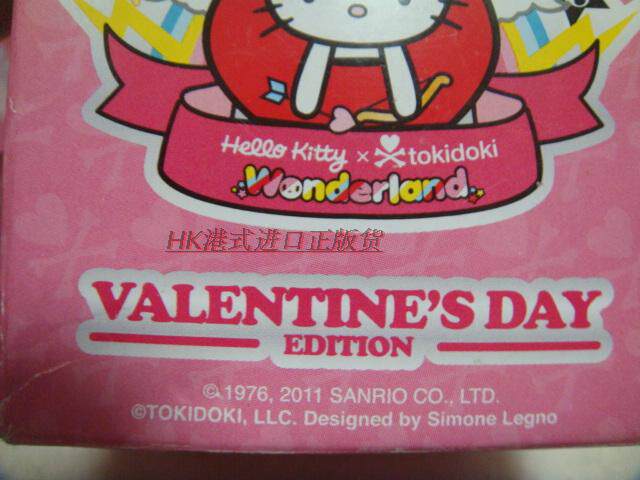 Hello Kitty × tokidoki
Wonderland
HK港式进口正版货
VALENTINE'S DAY
EDITION
© 1976, 2011 SANRIO CO., LTD.
©TOKIDOKI, LLC. Designed by Simone Legno